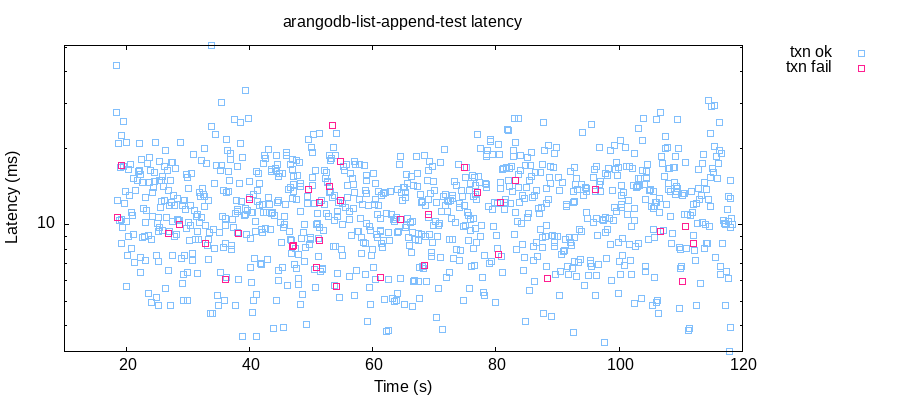 arangodb-list-append-test latency
txn ok
txn fail
Latency (ms)
10
20 40 60 80 100 120
Time (s)